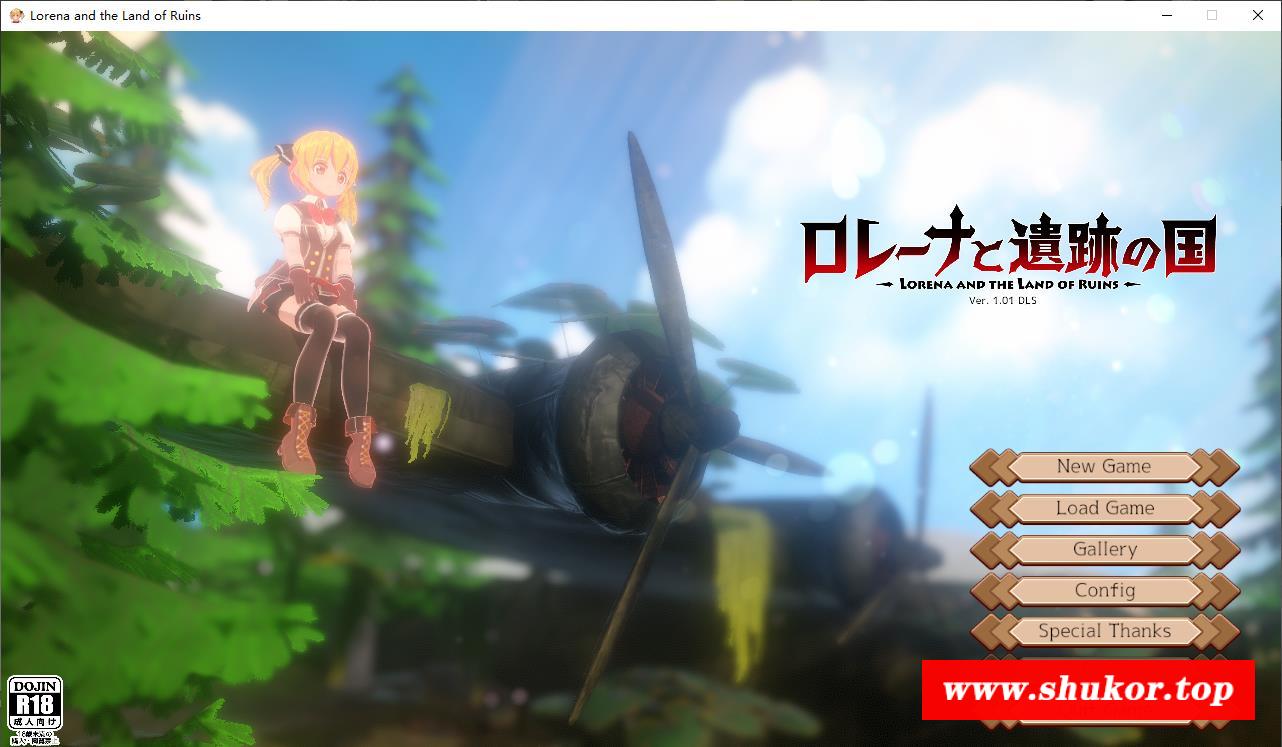 Lorena and the Land of Ruins
ロレーナと遺跡の国
LORENA AND THE LAND OF RUINS
Ver. 1.01 DLS
New Game
Load Game
Gallery
Config
Special Thanks
www.shukor.top
DOJIN
R18
成人向け